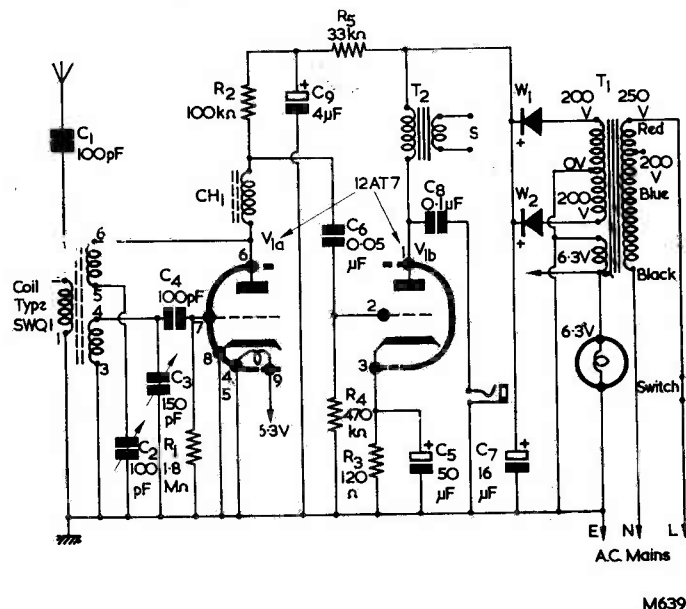 R5
33kΩ
R2
100kΩ
C9
4µF
+
T2
S
W1
+
W2
+
T1
200
V
250
V
Red
0V
200
V
Blue
200
V
6.3V
Black
C1
100pF
CH1
12AT7
C8
0.1µF
C6
0.05
µF
V1a
V1b
6
1
Coil
Type
SWQ1
1
6
5
4
3
C4
100pF
7
2
8
4
5
9
3
6.3V
6.3V
Switch
C3
150
pF
R1
1.8
MΩ
C2
100
pF
R4
470
kΩ
R3
120
Ω
C5
50
µF
+
C7
16
µF
+
E
N
L
A.C. Mains
M639